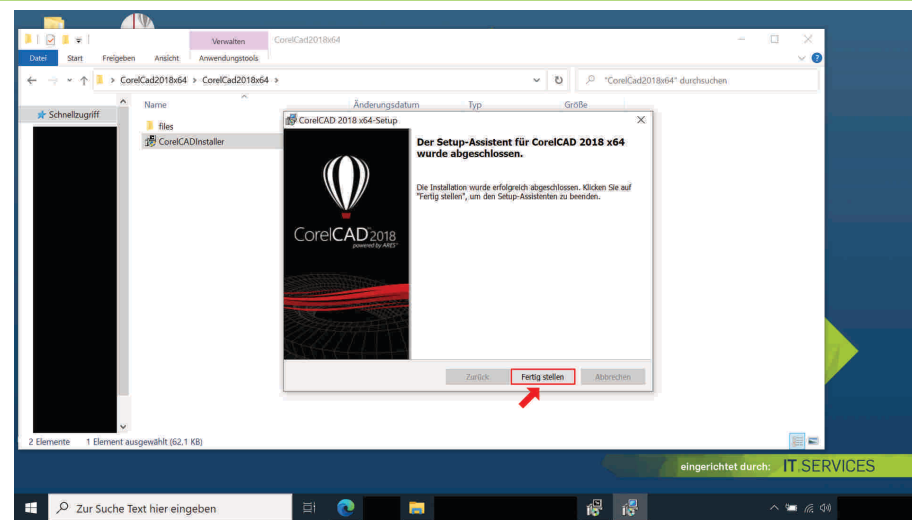 Verwalten
CorelCad2018x64
Datei Start Freigeben Ansicht Anwendungstools
CorelCad2018x64 CorelCad2018x64
"CorelCad2018x64" durchsuchen
Schnellzugriff
Name Änderungsdatum Typ Größe
files
CorelCADInstaller
CorelCAD 2018 x64-Setup
Der Setup-Assistent für CorelCAD 2018 x64
wurde abgeschlossen.
Die Installation wurde erfolgreich abgeschlossen. Klicken Sie auf
"Fertig stellen", um den Setup-Assistenten zu beenden.
CorelCAD 2018
powered by ARES
Zurück Fertig stellen Abbrechen
2 Elemente 1 Element ausgewählt (62,1 KB)
eingerichtet durch: IT.SERVICES
Zur Suche Text hier eingeben